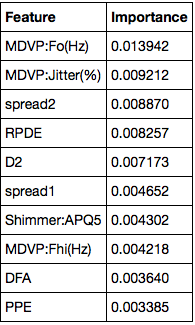 Feature Importance
MDVP:Fo(Hz) 0.013942
MDVP:Jitter(%) 0.009212
spread2 0.008870
RPDE 0.008257
D2 0.007173
spread1 0.004652
Shimmer:APQ5 0.004302
MDVP:Fhi(Hz) 0.004218
DFA 0.003640
PPE 0.003385